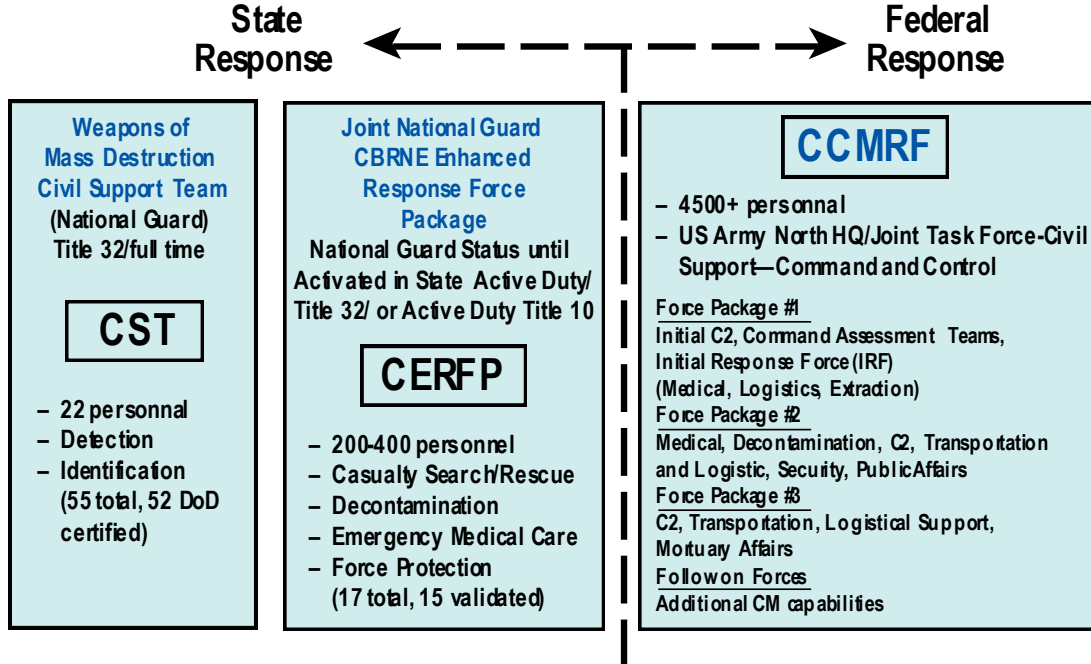 State
Response
Federal
Response
Weapons of
Mass Destruction
Civil Support Team
(National Guard)
Title 32/full time
CST
– 22 personnal
– Detection
– Identification
(55 total, 52 DoD
certified)
Joint National Guard
CBRNE Enhanced
Response Force
Package
National Guard Status until
Activated in State Active Duty/
Title 32/ or Active Duty Title 10
CERFP
– 200-400 personnel
– Casualty Search/Rescue
– Decontamination
– Emergency Medical Care
– Force Protection
(17 total, 15 validated)
CCMRF
– 4500+ personnal
– US Army North HQ/Joint Task Force-Civil
Support—Command and Control
Force Package #1
Initial C2, Command Assessment Teams,
Initial Response Force (IRF)
(Medical, Logistics, Extraction)
Force Package #2
Medical, Decontamination, C2, Transportation
and Logistic, Security, Public Affairs
Force Package #3
C2, Transportation, Logistical Support,
Mortuary Affairs
Follow on Forces
Additional CM capabilities